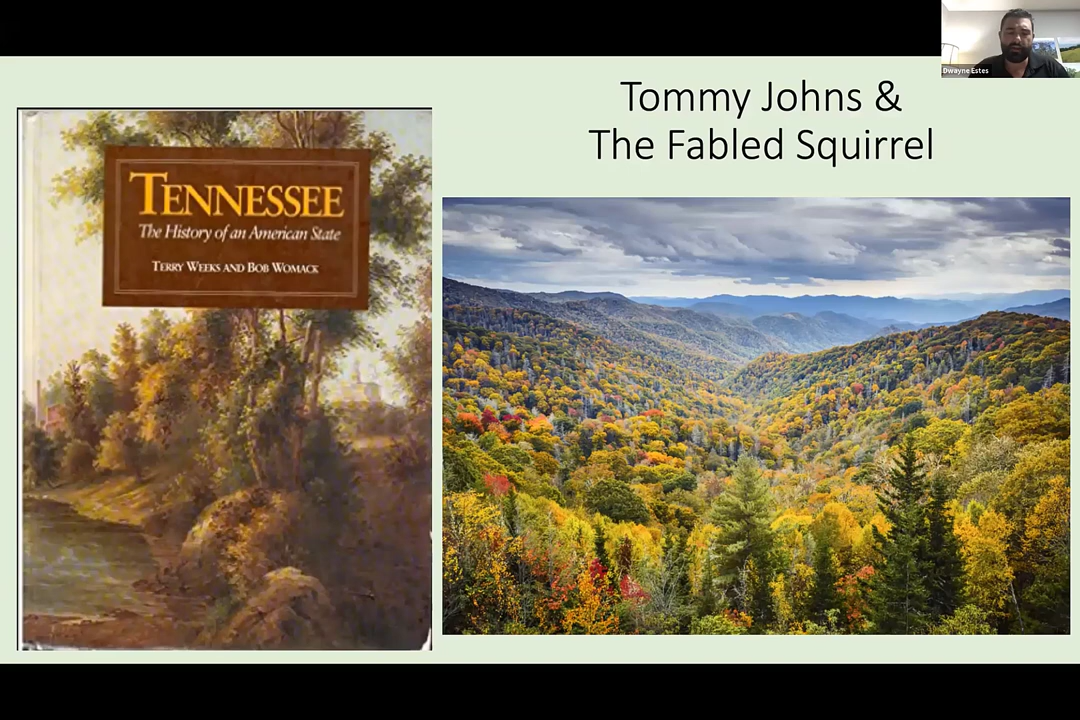 Dwayne Estes
Tommy Johns &
The Fabled Squirrel
TENNESSEE
The History of an American State
TERRY WEEKS AND BOB WOMACK